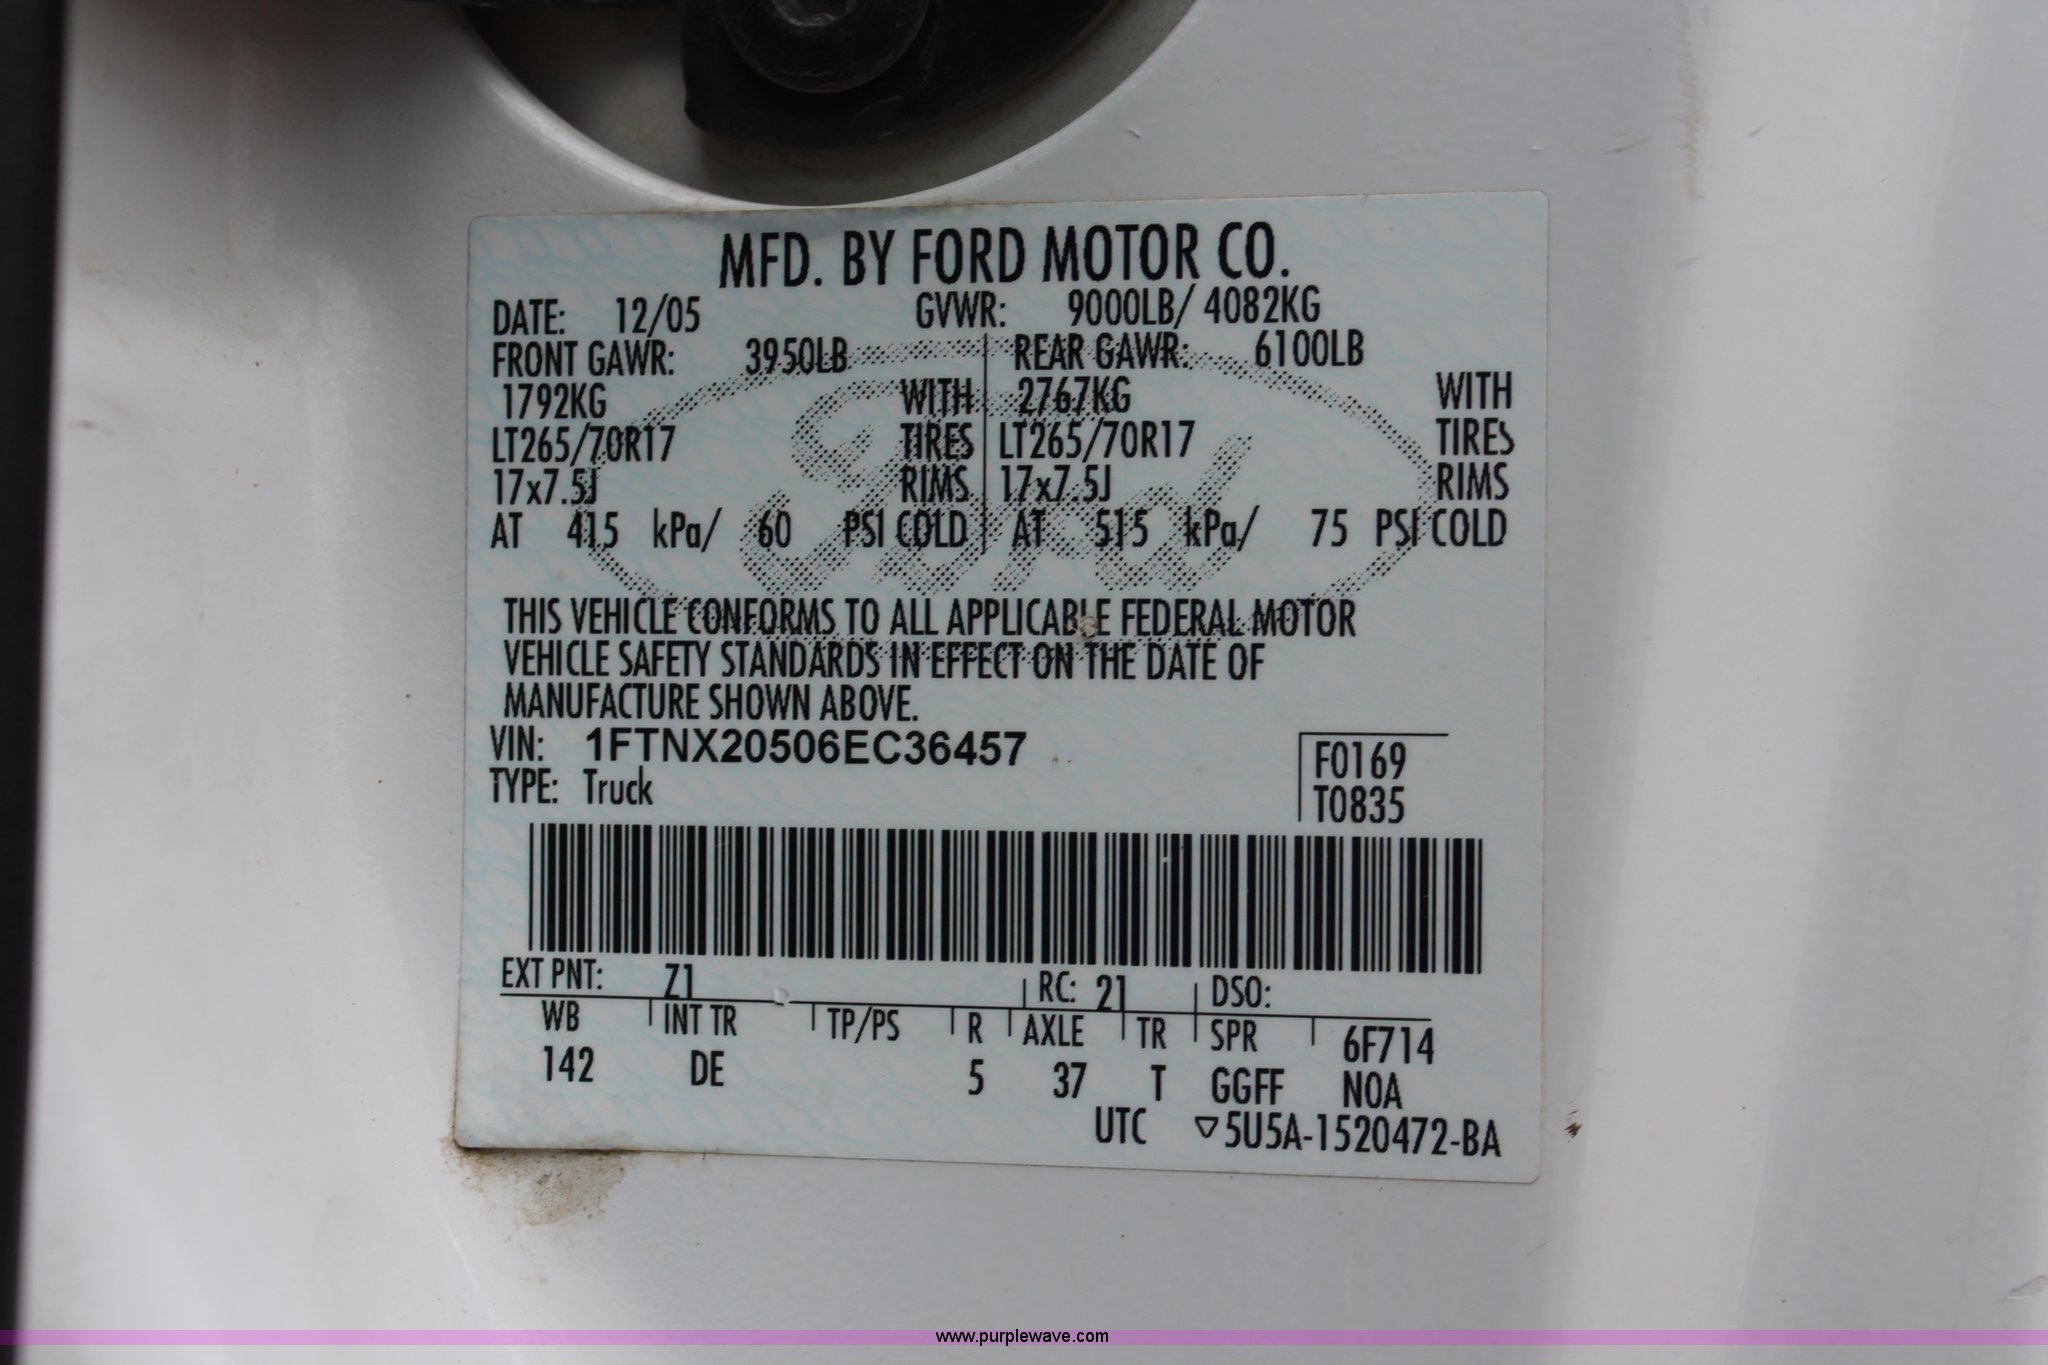 MFD. BY FORD MOTOR CO.
DATE: 12/05 GVWR: 9000LB/ 4082KG
FRONT GAWR: 3950LB REAR GAWR: 6100LB
1792KG WITH 2767KG WITH
LT265/70R17 TIRES LT265/70R17 TIRES
17x7.5J RIMS 17x7.5J RIMS
AT 415 kPa/ 60 PSI COLD AT 515 kPa/ 75 PSI COLD
Ford
THIS VEHICLE CONFORMS TO ALL APPLICABLE FEDERAL MOTOR
VEHICLE SAFETY STANDARDS IN EFFECT ON THE DATE OF
MANUFACTURE SHOWN ABOVE.
VIN: 1FTNX20506EC36457 F0169
TYPE: Truck T0835
EXT PNT: Z1 RC: 21 DSO:
WB INT TR TP/PS R AXLE TR SPR 6F714
142 DE 5 37 T GGFF NOA
UTC ▽5U5A-1520472-BA
www.purplewave.com